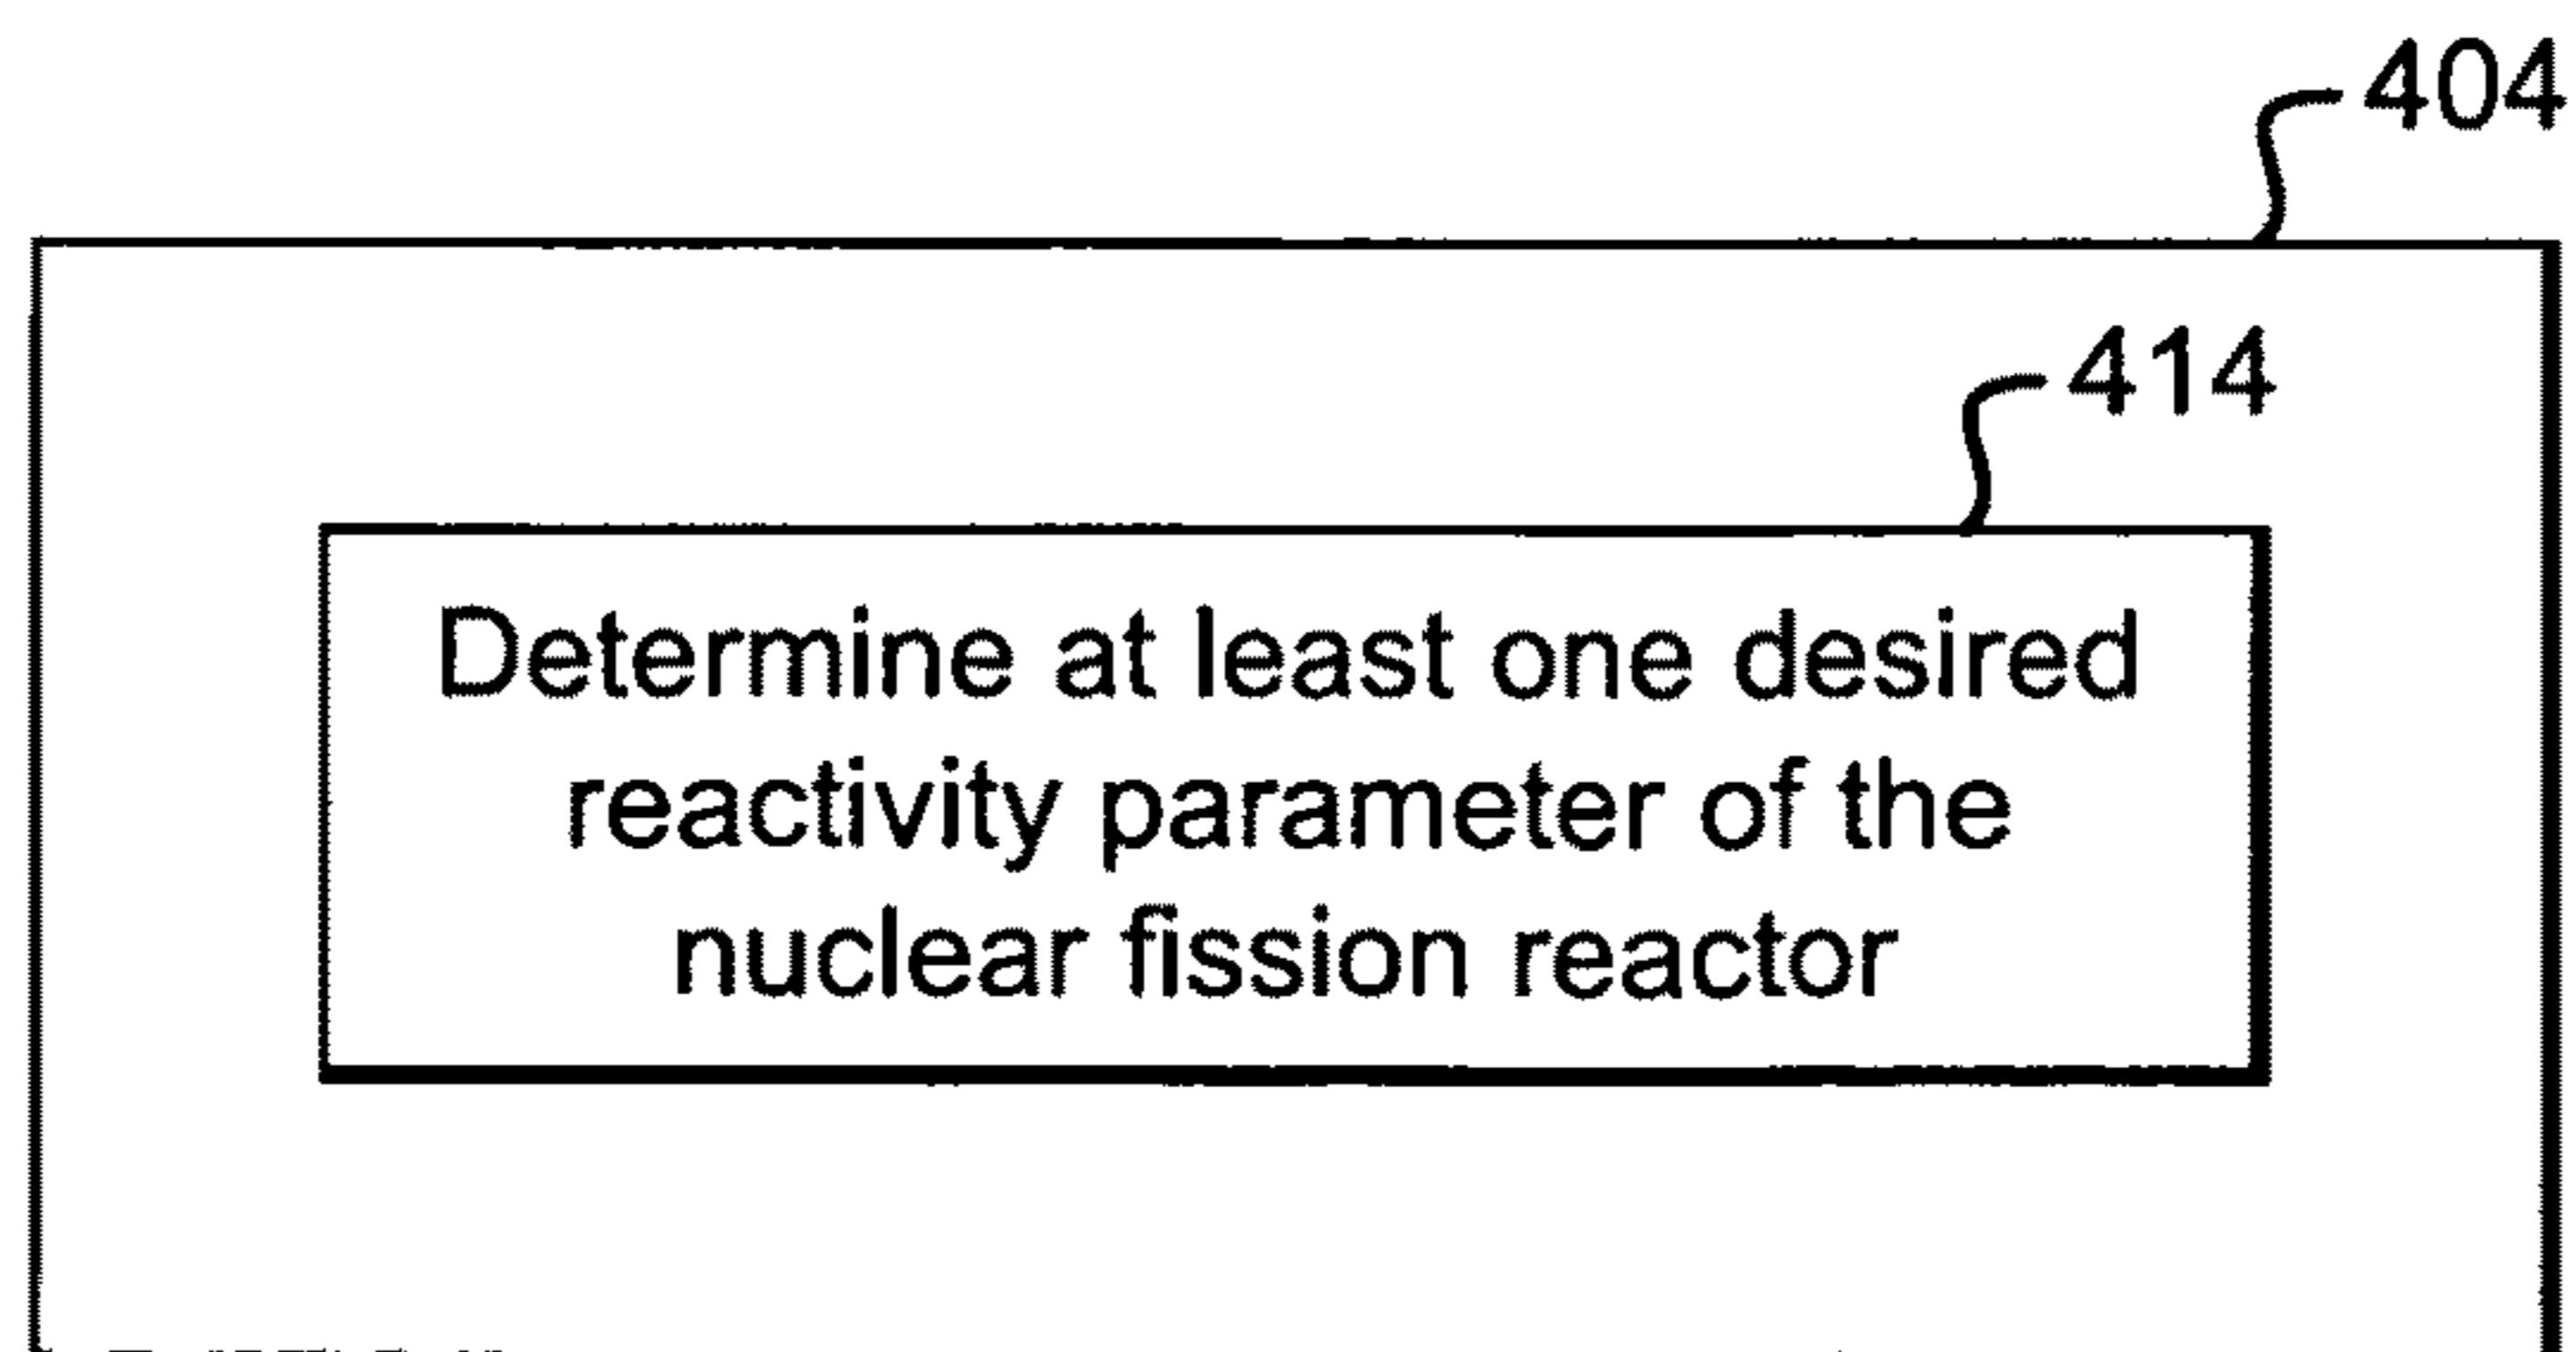 404
414
Determine at least one desired
reactivity parameter of the
nuclear fission reactor